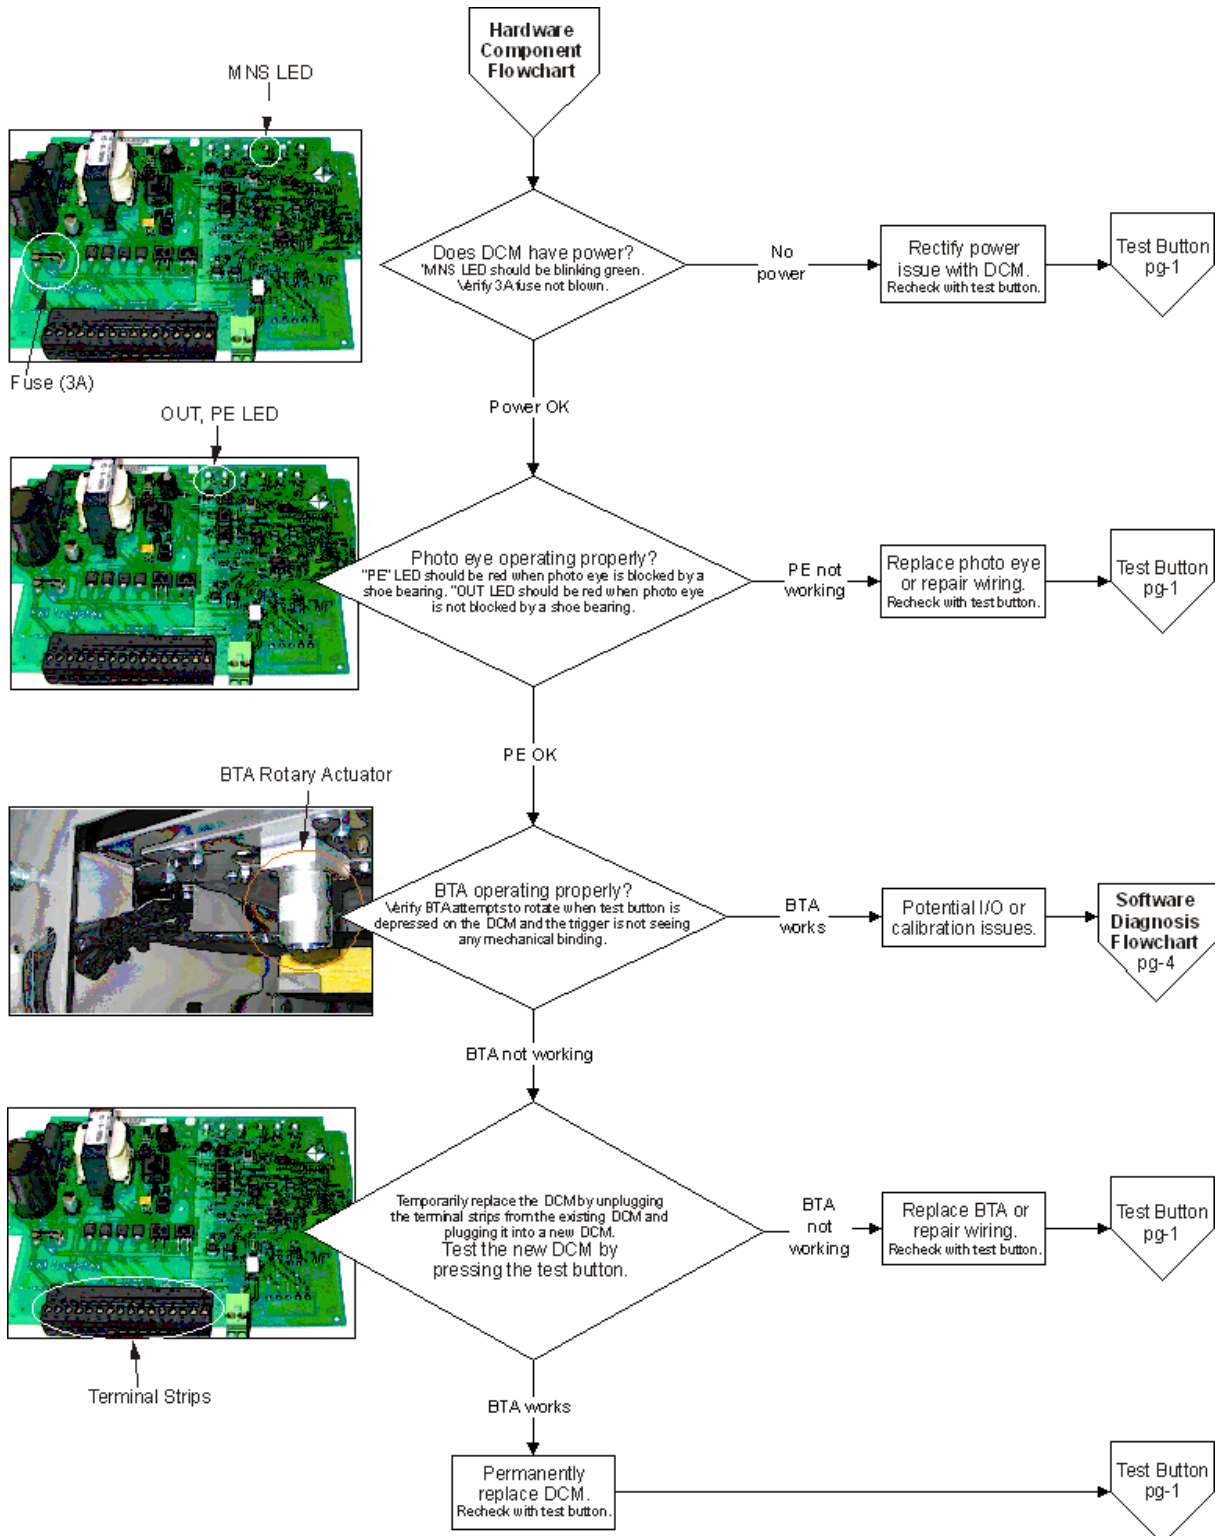 Hardware
Component
Flowchart
MNS LED
Does DCM have power?
"MNS LED should be blinking green.
Verify 3A fuse not blown.
No
power
Rectify power
issue with DCM.
Recheck with test button.
Test Button
pg-1
Fuse (3A)
Power OK
OUT, PE LED
Photo eye operating properly?
"PE" LED should be red when photo eye is blocked by a
shoe bearing. "OUT LED should be red when photo eye
is not blocked by a shoe bearing.
PE not
working
Replace photo eye
or repair wiring.
Recheck with test button.
Test Button
pg-1
PE OK
BTA Rotary Actuator
BTA operating properly?
Verify BTA attempts to rotate when test button is
depressed on the DCM and the trigger is not seeing
any mechanical binding.
BTA
works
Potential I/O or
calibration issues.
Software
Diagnosis
Flowchart
pg-4
BTA not working
Temporarily replace the DCM by unplugging
the terminal strips from the existing DCM and
plugging it into a new DCM.
Test the new DCM by
pressing the test button.
BTA
not
working
Replace BTA or
repair wiring.
Recheck with test button.
Test Button
pg-1
Terminal Strips
BTA works
Permanently
replace DCM.
Recheck with test button.
Test Button
pg-1